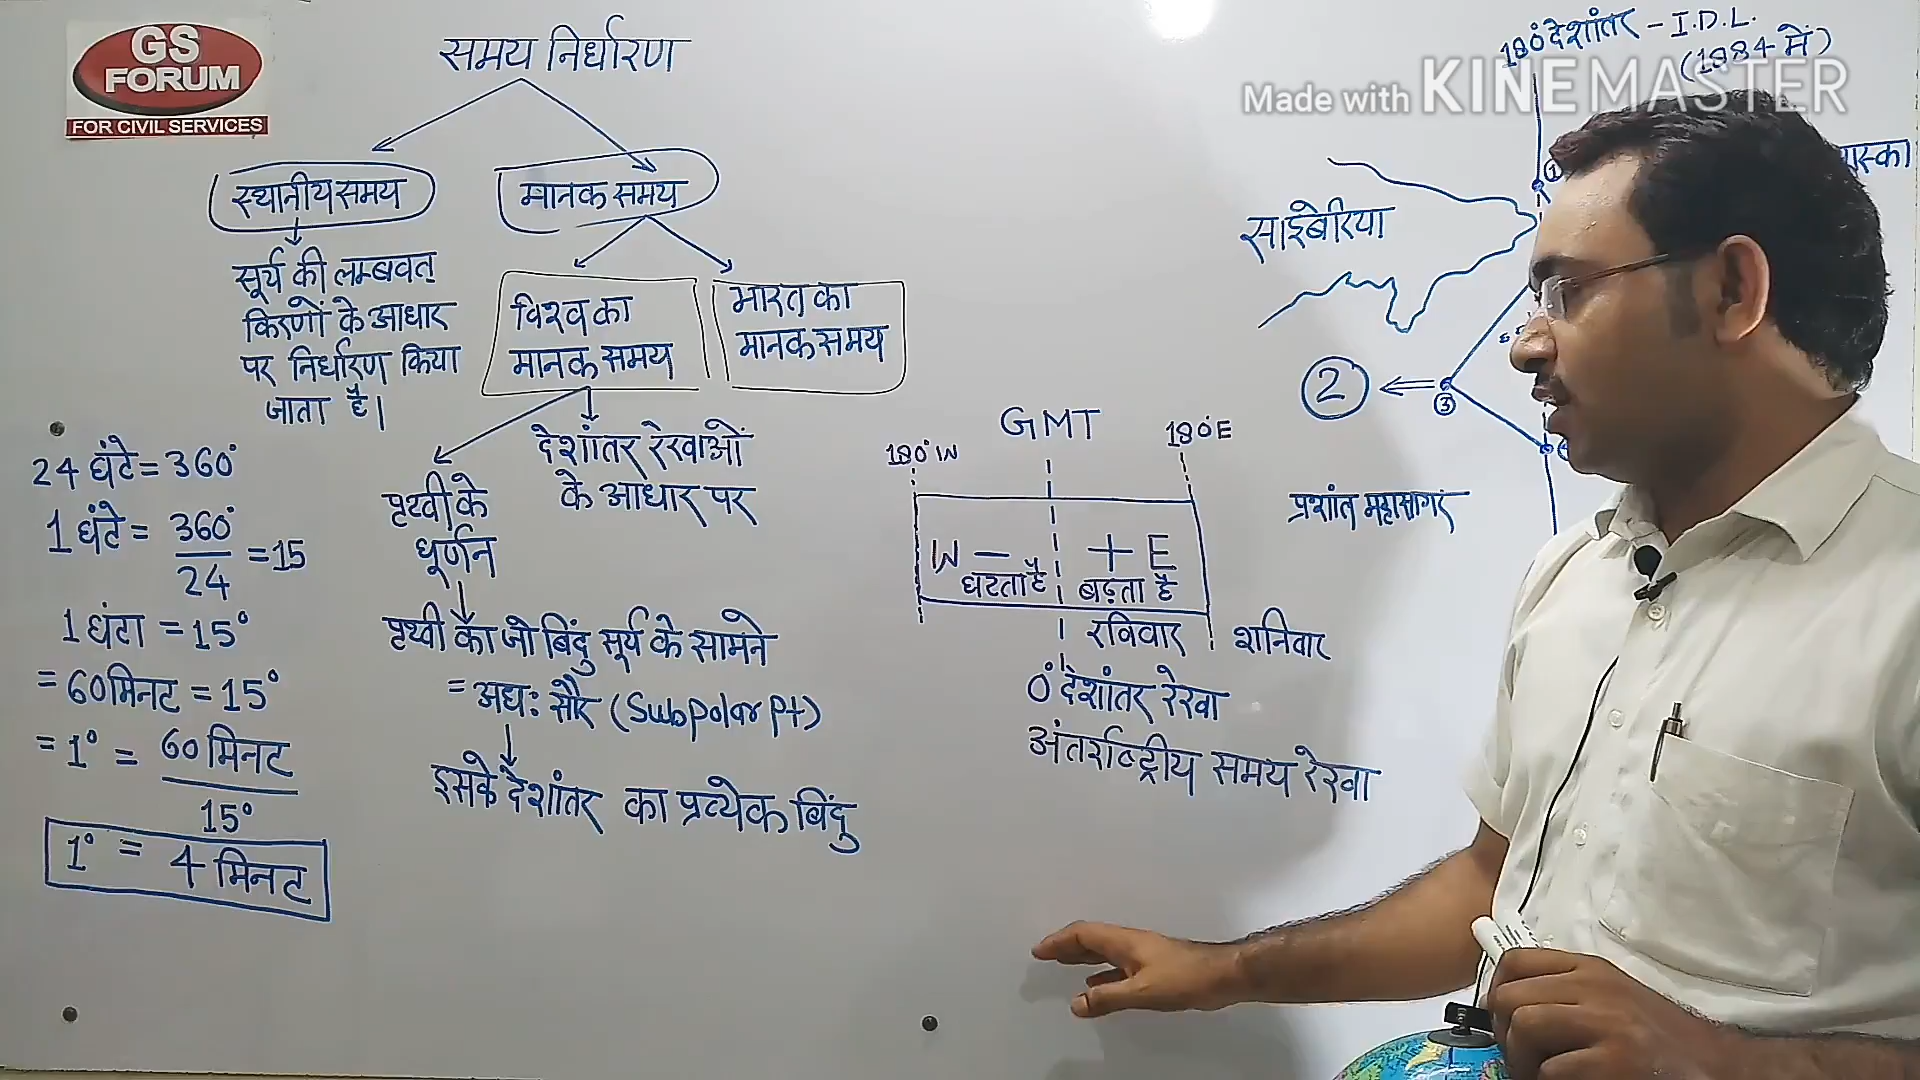 GS
FORUM
FOR CIVIL SERVICES
Made with KINEMASTER
समय निर्धारण
स्थानीय समय
सूर्य की लम्बवत्
किरणों के आधार
पर निर्धारण किया
जाता है।
मानक समय
विश्व का
मानक समय
भारत का
मानक समय
देशांतर रेखाओं
के आधार पर
पृथ्वी के
घूर्णन
पृथ्वी का जो बिंदु सूर्य के सामने
= अधः सौर (Subpolar pt)
इसके देशांतर का प्रत्येक बिंदु
24 घंटे = 360°
1 घंटे = 360°
24
= 15
1 घंटा = 15°
= 60 मिनट = 15°
= 1° = 60 मिनट
15°
1° = 4 मिनट
GMT
180° W
180° E
W − + E
घटता है
बढ़ता है
रविवार
शनिवार
0° देशांतर रेखा
अंतर्राष्ट्रीय समय रेखा
180° देशांतर - I.D.L.
(1884 में)
①
साइबेरिया
2
③
प्रशांत महासागर